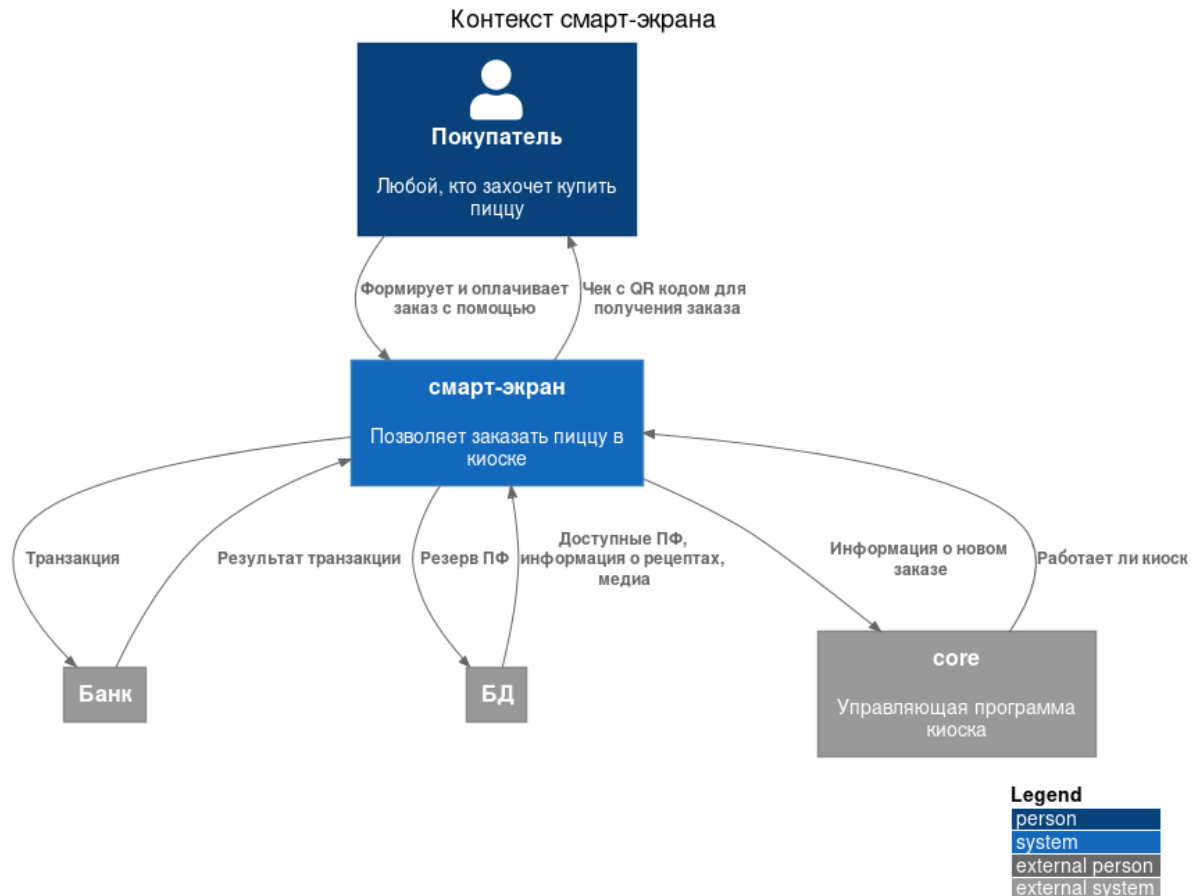 Контекст смарт-экрана
Покупатель
Любой, кто захочет купить
пиццу
Формирует и оплачивает
заказ с помощью
Чек с QR кодом для
получения заказа
смарт-экран
Позволяет заказать пиццу в
киоске
Транзакция
Результат транзакции
Резерв ПФ
Доступные ПФ,
информация о рецептах,
медиа
Информация о новом
заказе
Работает ли киоск
Банк
БД
core
Управляющая программа
киоска
Legend
person
system
external person
external system